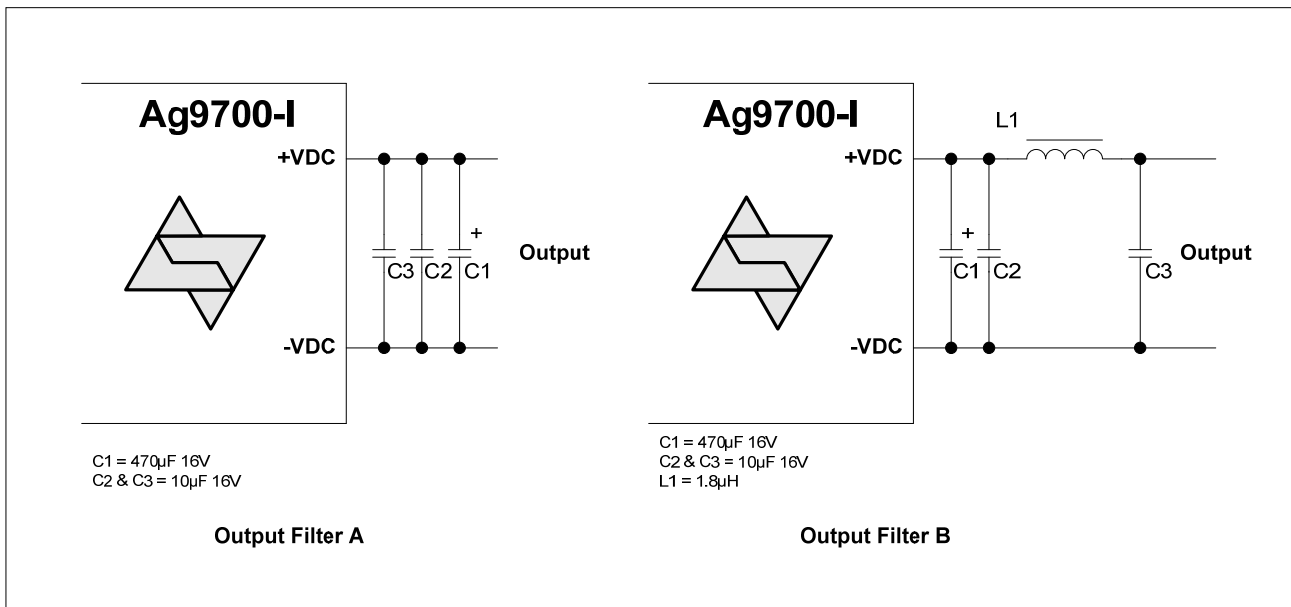 Ag9700-I
+VDC
C3
C2
+
C1
Output
-VDC
C1 = 470µF 16V
C2 & C3 = 10µF 16V
Output Filter A
Ag9700-I
L1
+VDC
+
C1
C2
C3
Output
-VDC
C1 = 470µF 16V
C2 & C3 = 10µF 16V
L1 = 1.8µH
Output Filter B